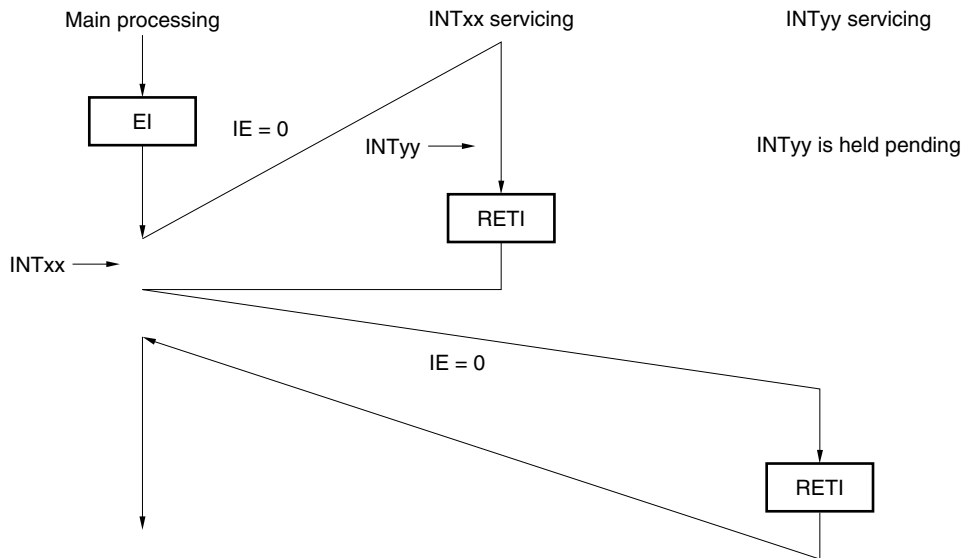 Main processing
INTxx servicing
INTyy servicing
EI
IE = 0
INTyy
INTyy is held pending
RETI
INTxx
IE = 0
RETI